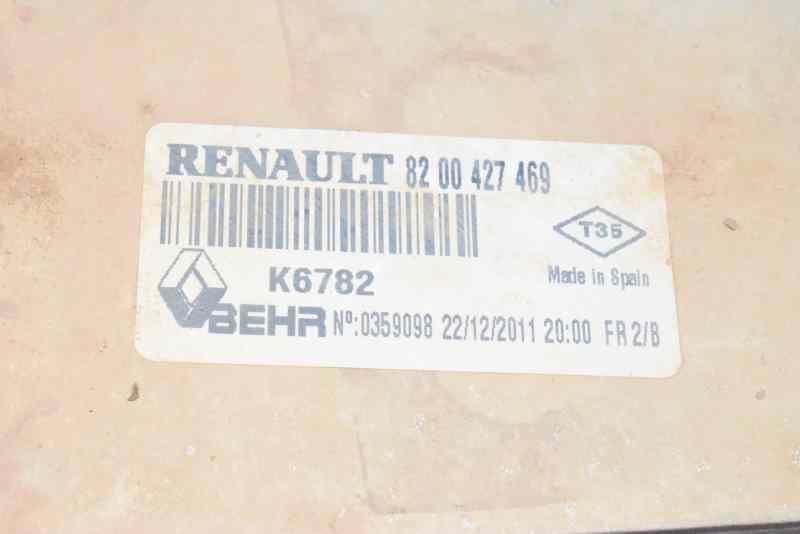 RENAULT 82 00 427 469
T35
K6782
Made in Spain
BEHR Nº:0359098 22/12/2011 20:00 FR 2/B